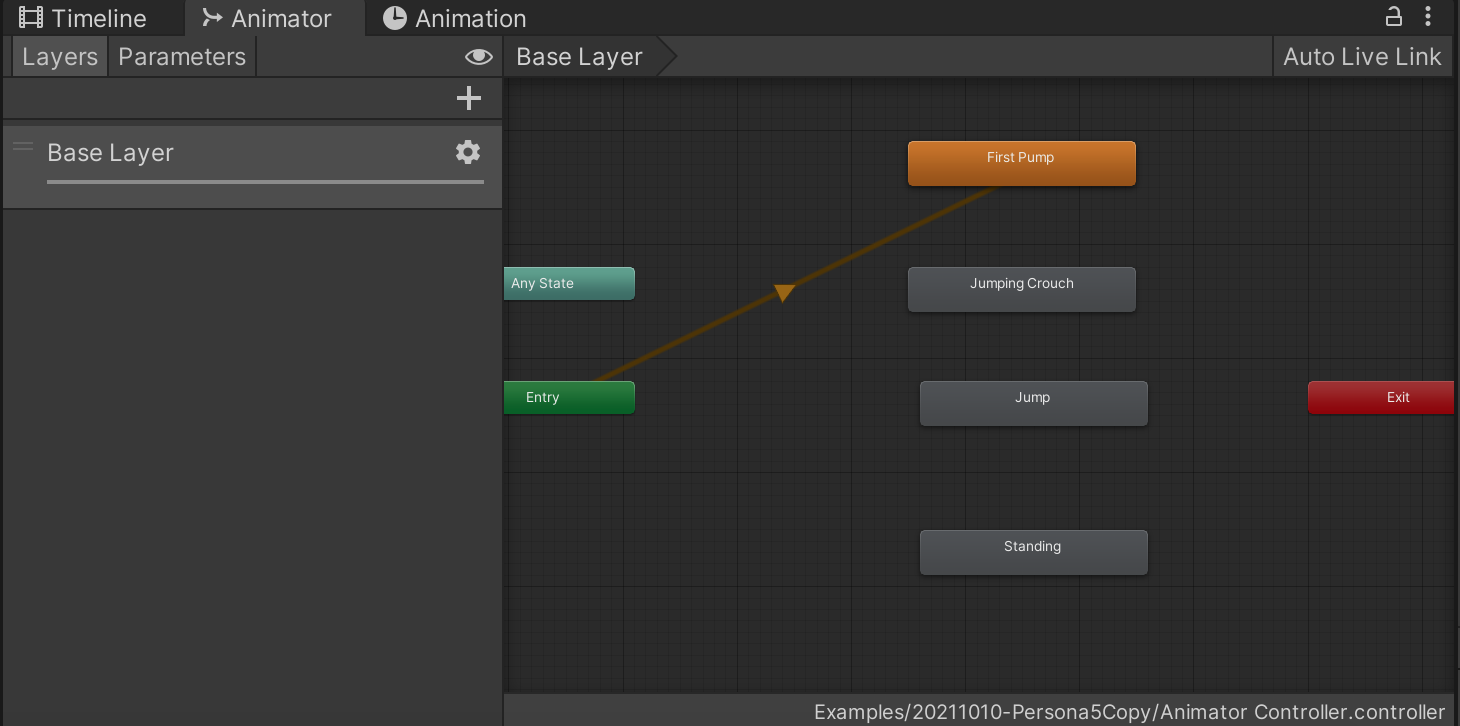 Timeline Animator Animation
Layers Parameters Base Layer Auto Live Link
Base Layer
First Pump
Any State
Jumping Crouch
Entry
Jump
Exit
Standing
Examples/20211010-Persona5Copy/Animator Controller.controller